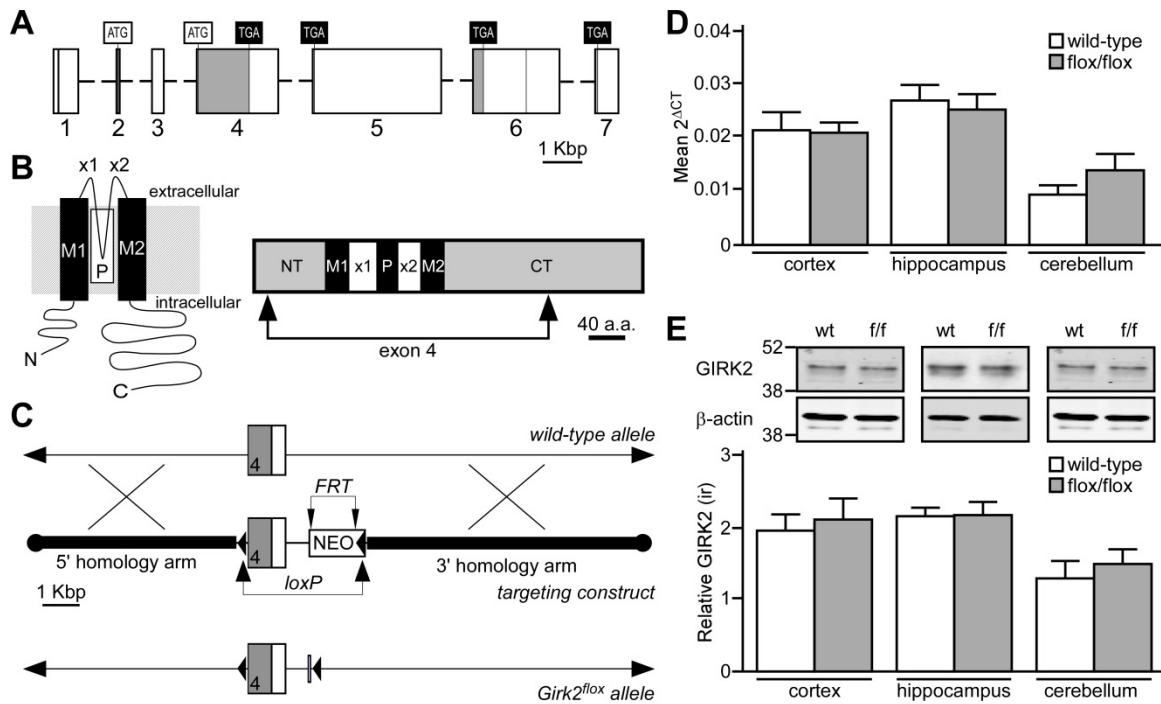 A
ATG
ATG
TGA
TGA
TGA
TGA
1
2
3
4
5
6
7
1 Kbp
B
x1
x2
extracellular
M1
M2
P
intracellular
N
C
NT
M1
x1
P
x2
M2
CT
exon 4
40 a.a.
C
4
wild-type allele
FRT
4
NEO
5' homology arm
3' homology arm
loxP
targeting construct
1 Kbp
4
Girk2flox allele
D
Mean 2ΔCT
0.04
0.03
0.02
0.01
0
wild-type
flox/flox
cortex
hippocampus
cerebellum
E
wt
f/f
wt
f/f
wt
f/f
52
GIRK2
38
β-actin
38
wild-type
flox/flox
Relative GIRK2 (ir)
3
2
1
0
cortex
hippocampus
cerebellum